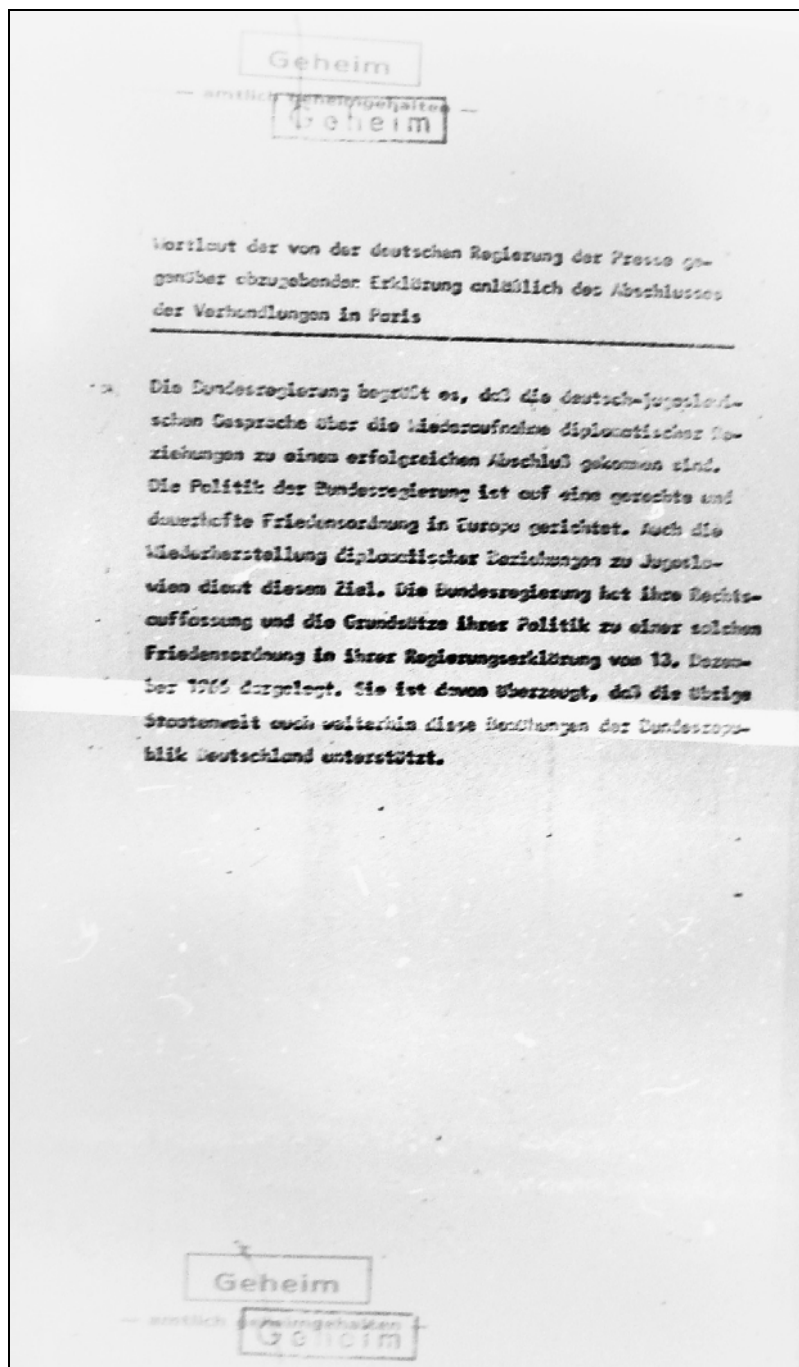 Geheim
— amtlich geheimgehalten —
Geheim
Wortlaut der von der deutschen Regierung der Presse ge-
genüber abzugebenden Erklärung anläßlich des Abschlusses
der Verhandlungen in Paris
Die Bundesregierung begrüßt es, daß die deutsch-jugoslawi-
schen Gespräche über die Wiederaufnahme diplomatischer Be-
ziehungen zu einem erfolgreichen Abschluß gekommen sind.
Die Politik der Bundesregierung ist auf eine gerechte und
dauerhafte Friedensordnung in Europa gerichtet. Auch die
Wiederherstellung diplomatischer Beziehungen zu Jugosla-
wien dient diesem Ziel. Die Bundesregierung hat ihre Rechts-
auffassung und die Grundsätze ihrer Politik zu einer solchen
Friedensordnung in ihrer Regierungserklärung vom 13. Dezem-
ber 1966 dargelegt. Sie ist davon überzeugt, daß die übrige
Staatenwelt auch weiterhin diese Bemühungen der Bundesrepu-
blik Deutschland unterstützt.
Geheim
— amtlich geheimgehalten —
Geheim